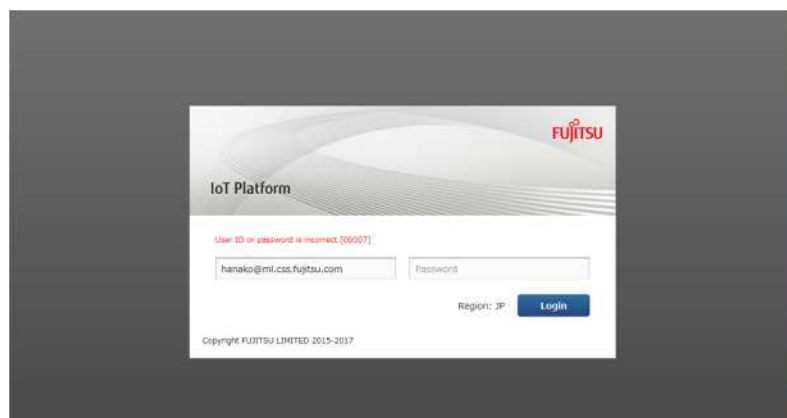 FUJITSU
IoT Platform
User ID or password is incorrect.[00007]
hanako@ml.css.fujitsu.com
Password
Region: JP
Login
Copyright FUJITSU LIMITED 2015-2017